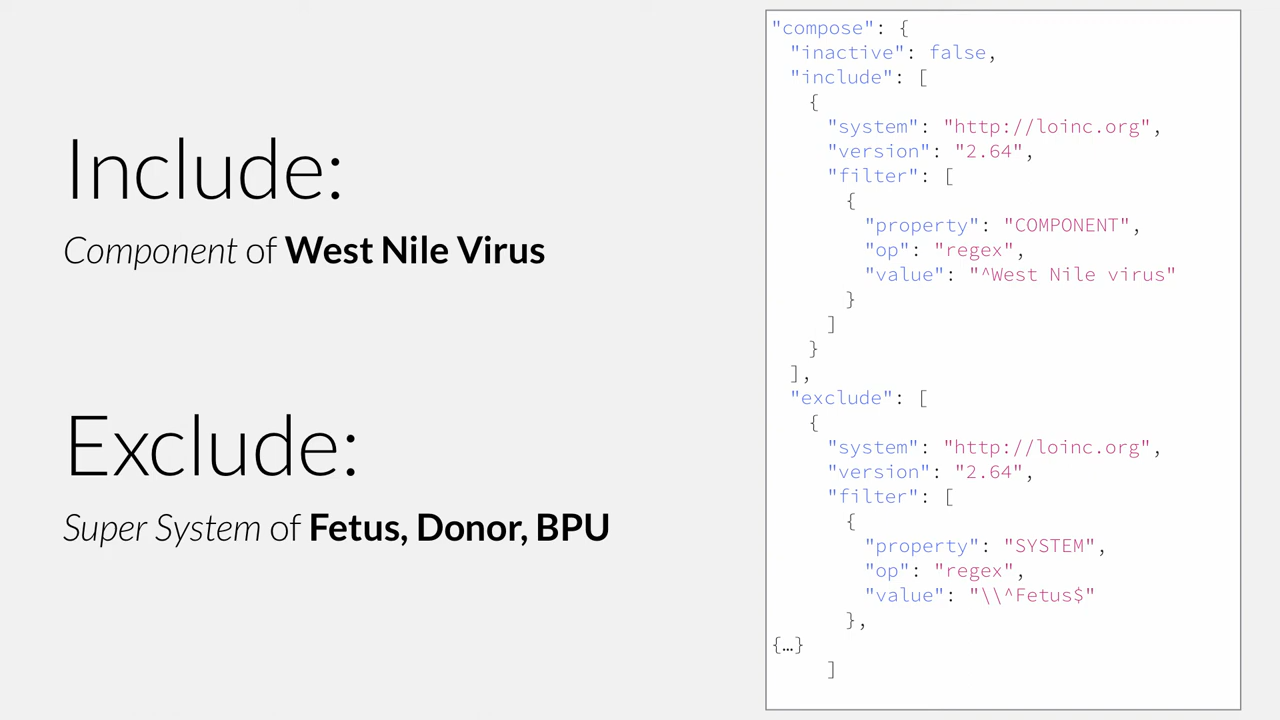 Include:
Component of West Nile Virus
Exclude:
Super System of Fetus, Donor, BPU
"compose": {
"inactive": false,
"include": [
{
"system": "http://loinc.org",
"version": "2.64",
"filter": [
{
"property": "COMPONENT",
"op": "regex",
"value": "^West Nile virus"
}
]
}
],
"exclude": [
{
"system": "http://loinc.org",
"version": "2.64",
"filter": [
{
"property": "SYSTEM",
"op": "regex",
"value": "\\^Fetus$"
},
{…}
]